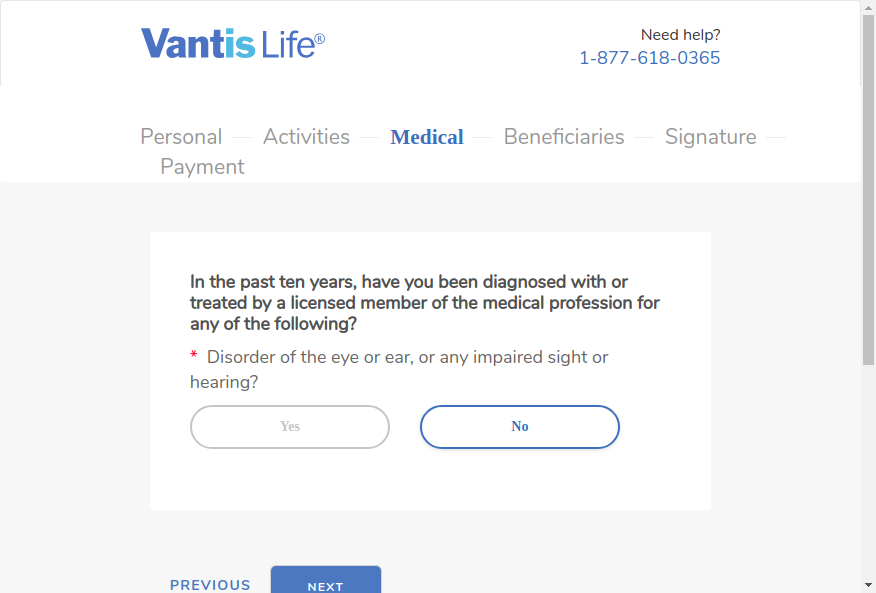 Vantis Life®
Need help?
1-877-618-0365
Personal
Activities
Medical
Beneficiaries
Signature
Payment
In the past ten years, have you been diagnosed with or
treated by a licensed member of the medical profession for
any of the following?
* Disorder of the eye or ear, or any impaired sight or
hearing?
Yes
No
PREVIOUS
NEXT